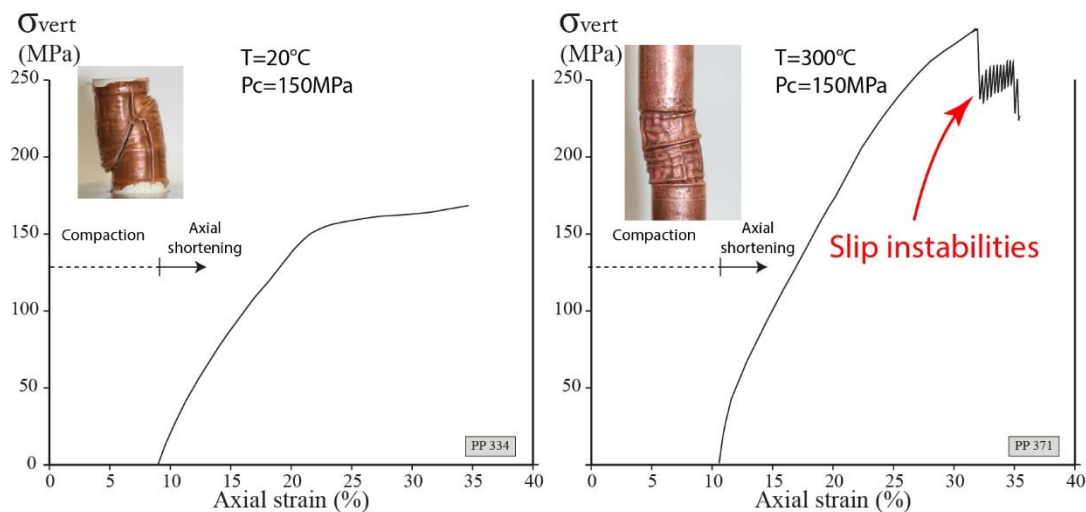 σvert
(MPa)
T=20°C
Pc=150MPa
250
200
150
100
50
0
Compaction
Axial
shortening
PP 334
0 5 10 15 20 25 30 35 40
Axial strain (%)
σvert
(MPa)
T=300°C
Pc=150MPa
250
200
150
100
50
0
Compaction
Axial
shortening
Slip instabilities
PP 371
0 5 10 15 20 25 30 35 40
Axial strain (%)